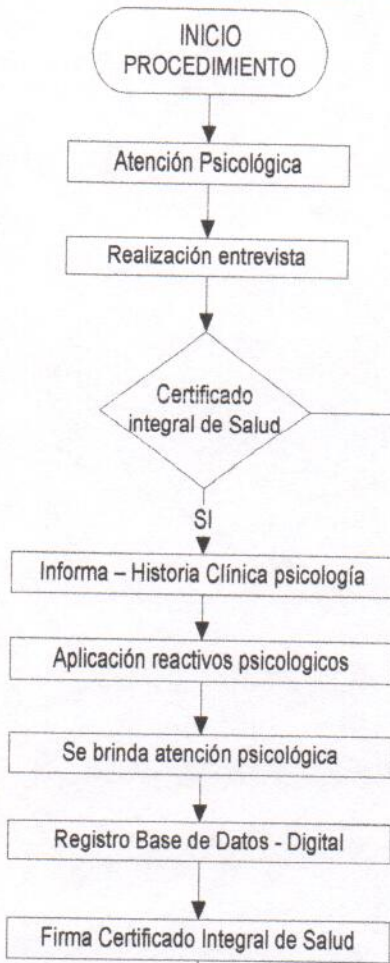 INICIO
PROCEDIMIENTO
Atención Psicológica
Realización entrevista
Certificado
integral de Salud
SI
Informa – Historia Clínica psicología
Aplicación reactivos psicologicos
Se brinda atención psicológica
Registro Base de Datos - Digital
Firma Certificado Integral de Salud